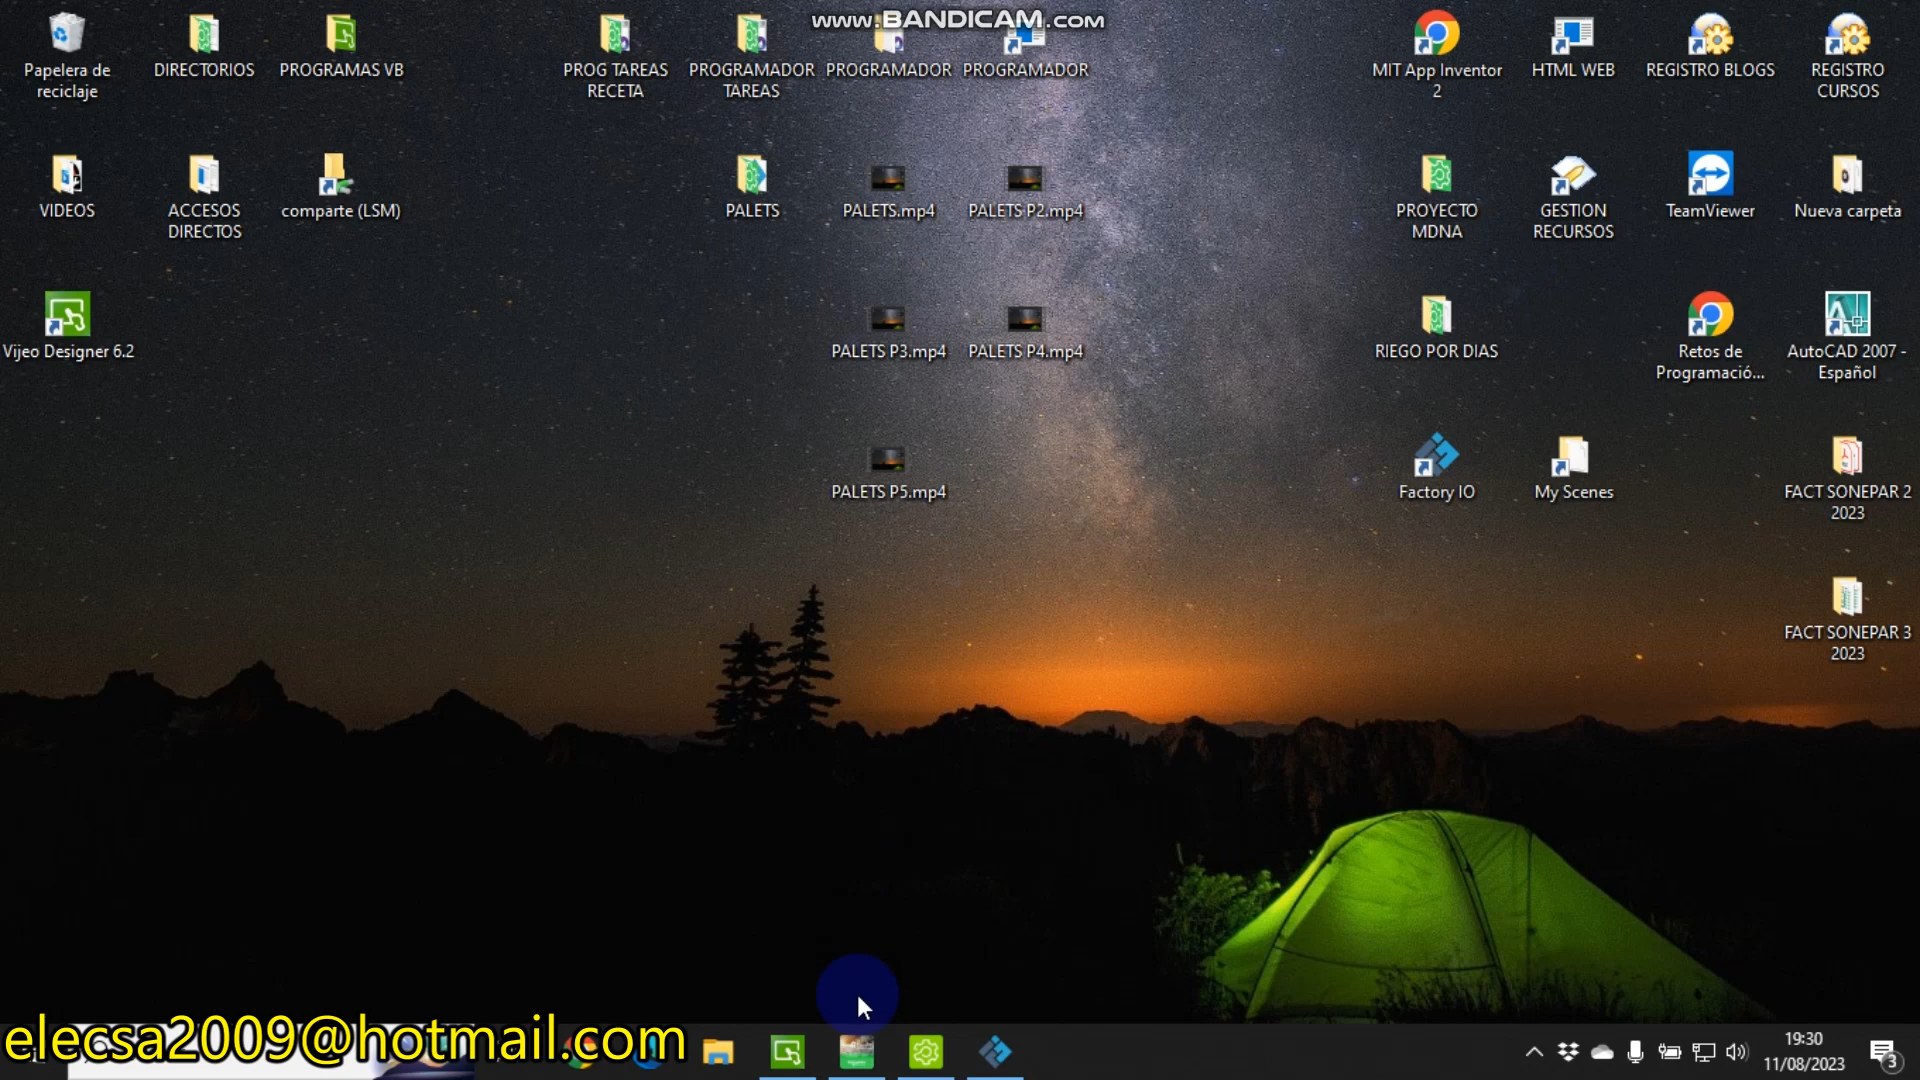 www.BANDICAM.com
Papelera de
reciclaje
DIRECTORIOS
PROGRAMAS VB
PROG TAREAS
RECETA
PROGRAMADOR
TAREAS
PROGRAMADOR
PROGRAMADOR
MIT App Inventor
2
HTML WEB
REGISTRO BLOGS
REGISTRO
CURSOS
VIDEOS
ACCESOS
DIRECTOS
comparte (LSM)
PALETS
PALETS.mp4
PALETS P2.mp4
PROYECTO
MDNA
GESTION
RECURSOS
TeamViewer
Nueva carpeta
Vijeo Designer 6.2
PALETS P3.mp4
PALETS P4.mp4
RIEGO POR DIAS
Retos de
Programació...
AutoCAD 2007 -
Español
PALETS P5.mp4
Factory IO
My Scenes
FACT SONEPAR 2
2023
FACT SONEPAR 3
2023
elecsa2009@hotmail.com
19:30
11/08/2023
3